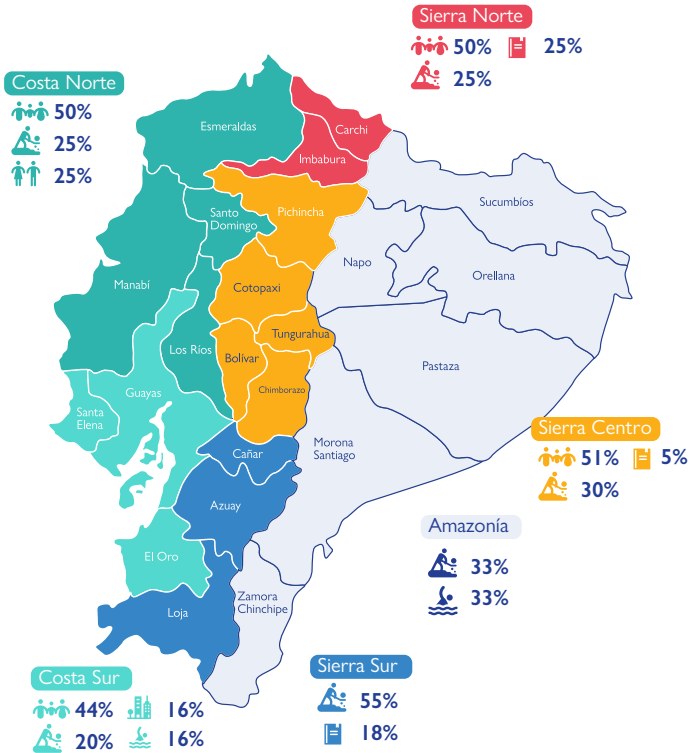 Sierra Norte
50% 25%
25%
Costa Norte
50%
25%
25%
Esmeraldas
Carchi
Imbabura
Pichincha
Santo
Domingo
Sucumbíos
Napo
Orellana
Manabí
Cotopaxi
Tungurahua
Los Ríos
Bolívar
Chimborazo
Pastaza
Guayas
Santa
Elena
Morona
Santiago
Cañar
Azuay
El Oro
Loja
Zamora
Chinchipe
Sierra Centro
51% 5%
30%
Amazonía
33%
33%
Costa Sur
44% 16%
20% 16%
Sierra Sur
55%
18%